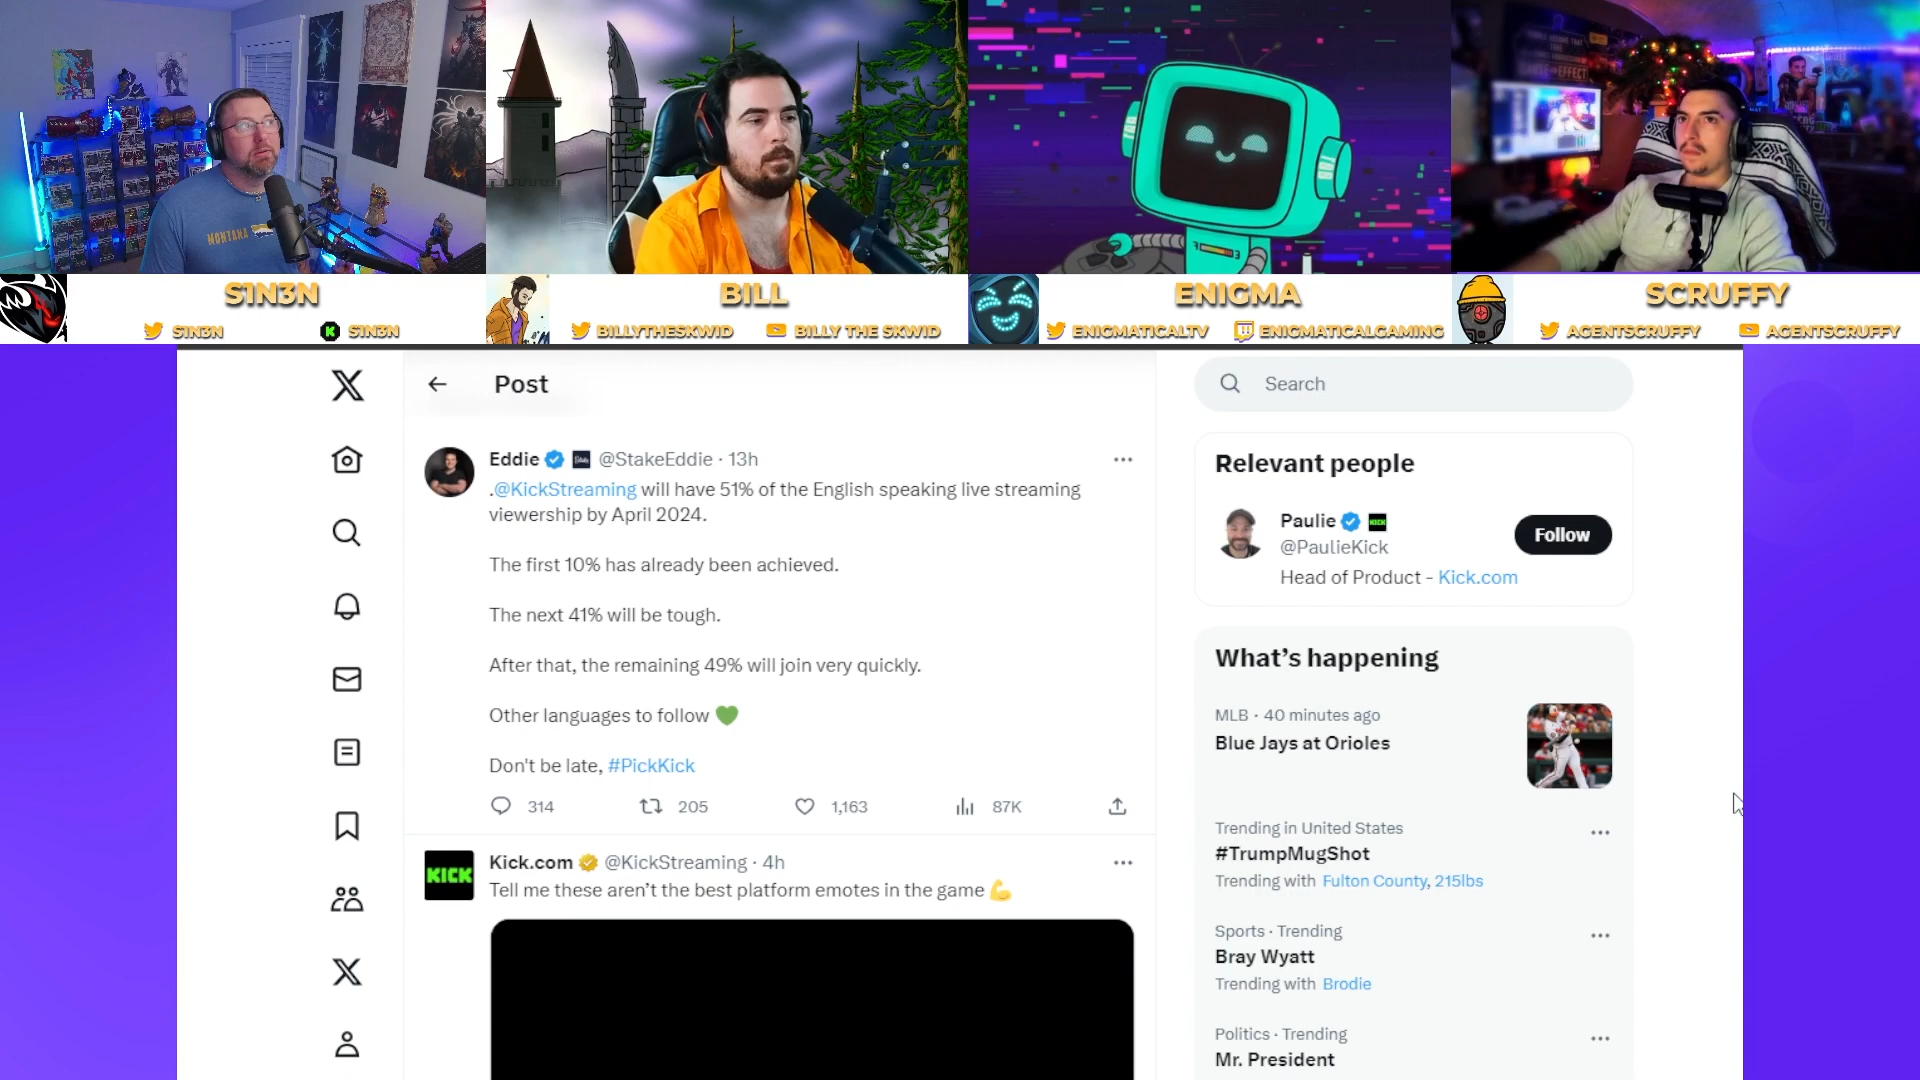 MONTANA
S1N3N
S1N3N
S1N3N
BILL
BILLYTHESKWID
BILLY THE SKWID
ENIGMA
ENIGMATICALTV
ENIGMATICALGAMING
SCRUFFY
AGENTSCRUFFY
AGENTSCRUFFY
Post
Search
Eddie @StakeEddie · 13h
.@KickStreaming will have 51% of the English speaking live streaming
viewership by April 2024.
The first 10% has already been achieved.
The next 41% will be tough.
After that, the remaining 49% will join very quickly.
Other languages to follow 💚
Don't be late, #PickKick
314 205 1,163 87K
KICK
Kick.com @KickStreaming · 4h
Tell me these aren’t the best platform emotes in the game 💪
Relevant people
Paulie KICK
@PaulieKick
Follow
Head of Product - Kick.com
What’s happening
MLB · 40 minutes ago
Blue Jays at Orioles
Trending in United States
#TrumpMugShot
Trending with Fulton County, 215lbs
Sports · Trending
Bray Wyatt
Trending with Brodie
Politics · Trending
Mr. President